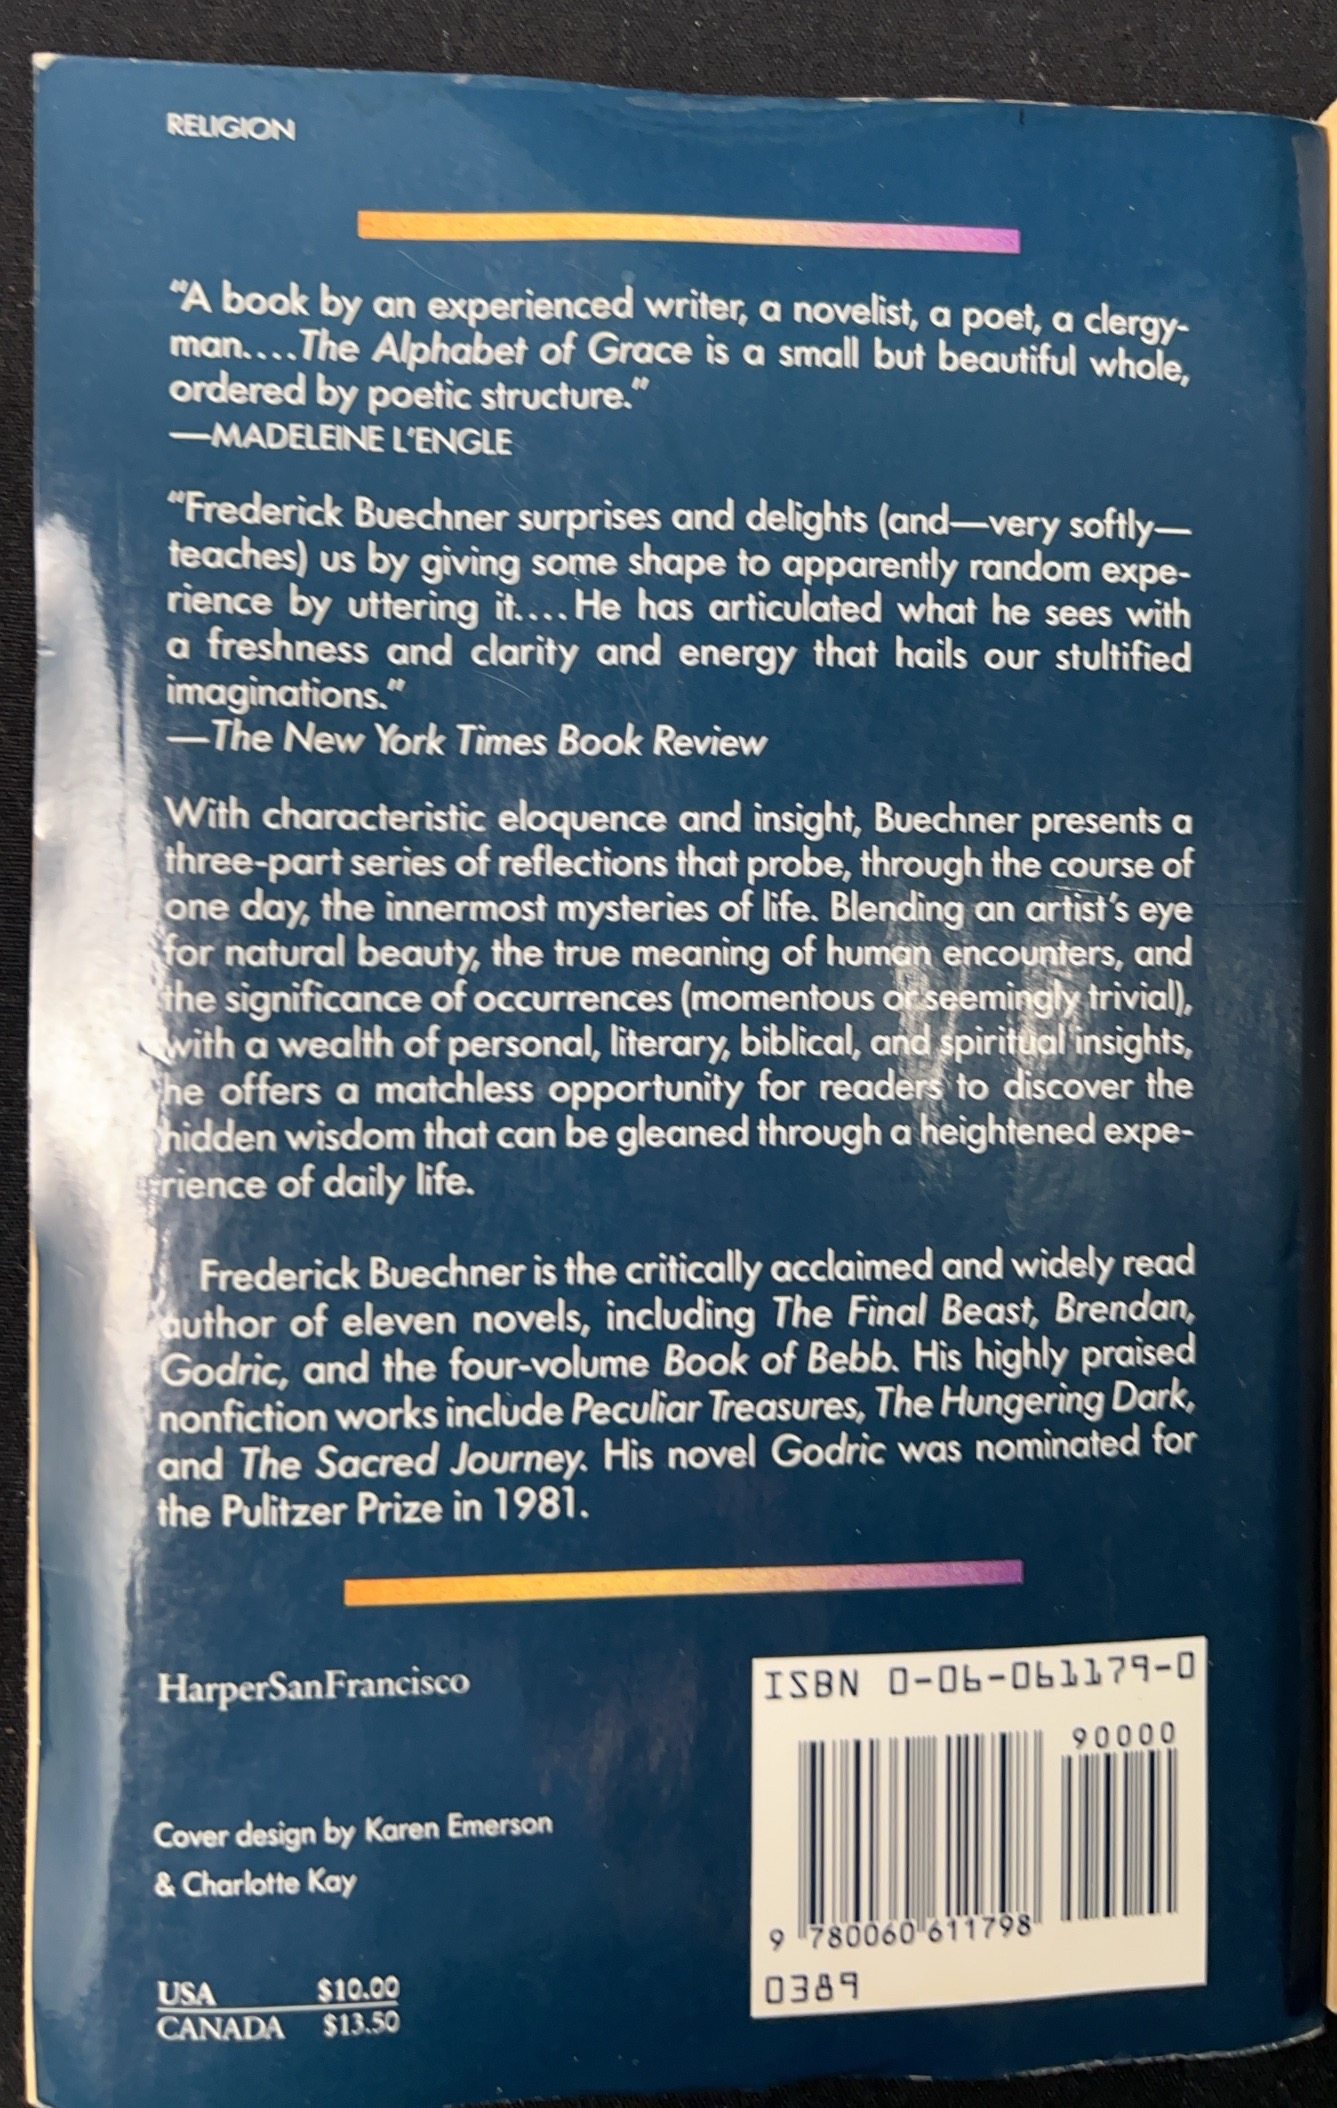 RELIGION
“A book by an experienced writer, a novelist, a poet, a clergy-
man....The Alphabet of Grace is a small but beautiful whole,
ordered by poetic structure.”
—MADELEINE L’ENGLE
“Frederick Buechner surprises and delights (and—very softly—
teaches) us by giving some shape to apparently random expe-
rience by uttering it....He has articulated what he sees with
a freshness and clarity and energy that hails our stultified
imaginations.”
—The New York Times Book Review
With characteristic eloquence and insight, Buechner presents a
three-part series of reflections that probe, through the course of
one day, the innermost mysteries of life. Blending an artist’s eye
for natural beauty, the true meaning of human encounters, and
the significance of occurrences (momentous or seemingly trivial),
with a wealth of personal, literary, biblical, and spiritual insights,
he offers a matchless opportunity for readers to discover the
hidden wisdom that can be gleaned through a heightened expe-
rience of daily life.
Frederick Buechner is the critically acclaimed and widely read
author of eleven novels, including The Final Beast, Brendan,
Godric, and the four-volume Book of Bebb. His highly praised
nonfiction works include Peculiar Treasures, The Hungering Dark,
and The Sacred Journey. His novel Godric was nominated for
the Pulitzer Prize in 1981.
HarperSanFrancisco
Cover design by Karen Emerson
& Charlotte Kay
USA $10.00
CANADA $13.50
ISBN 0-06-061179-0
90000
9 780060 611798
0389